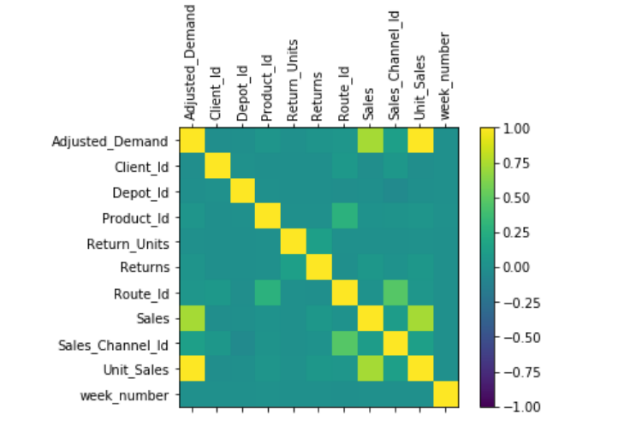 Adjusted_Demand
Client_Id
Depot_Id
Product_Id
Return_Units
Returns
Route_Id
Sales
Sales_Channel_Id
Unit_Sales
week_number
Adjusted_Demand
Client_Id
Depot_Id
Product_Id
Return_Units
Returns
Route_Id
Sales
Sales_Channel_Id
Unit_Sales
week_number
1.00
0.75
0.50
0.25
0.00
−0.25
−0.50
−0.75
−1.00